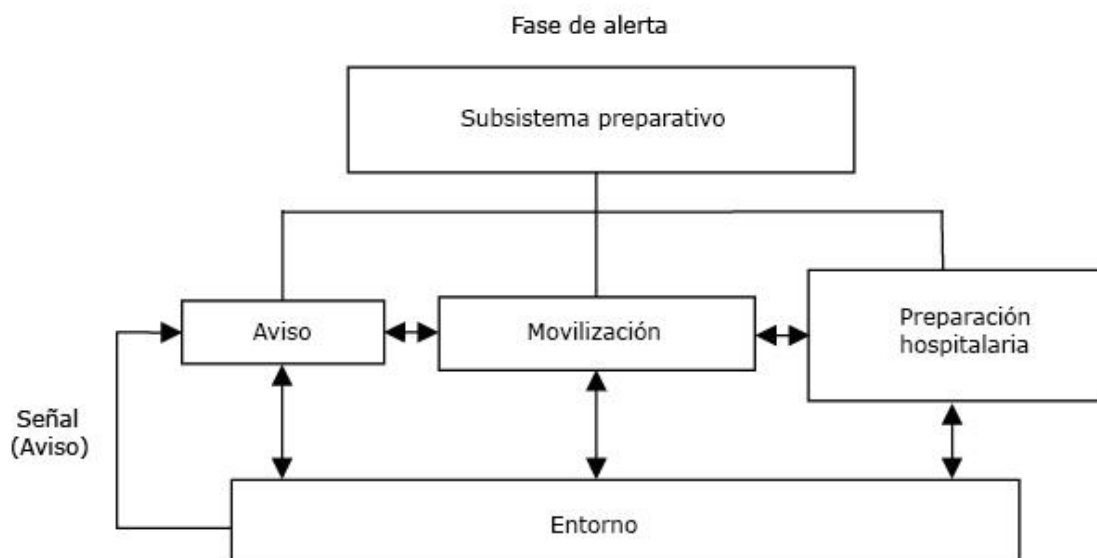 Fase de alerta
Subsistema preparativo
Aviso
Movilización
Preparación
hospitalaria
Señal
(Aviso)
Entorno